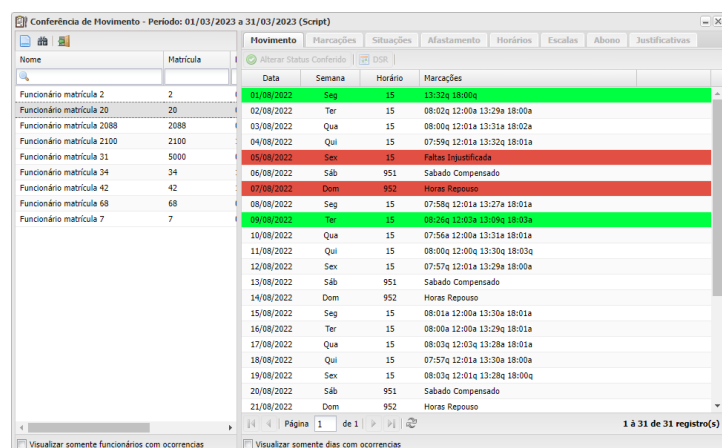 Conferência de Movimento - Período: 01/03/2023 a 31/03/2023 (Script)
Movimento Marcações Situações Afastamento Horários Escalas Abono Justificativas
Alterar Status Conferido DSR
Nome Matrícula
Funcionário matrícula 2 2
Funcionário matrícula 20 20
Funcionário matrícula 2088 2088
Funcionário matrícula 2100 2100
Funcionário matrícula 31 5000
Funcionário matrícula 34 34
Funcionário matrícula 42 42
Funcionário matrícula 68 68
Funcionário matrícula 7 7
Data Semana Horário Marcações
01/08/2022 Seg 15 13:32q 18:00q
02/08/2022 Ter 15 08:02q 12:00a 13:29a 18:00a
03/08/2022 Qua 15 08:00q 12:01a 13:31a 18:02a
04/08/2022 Qui 15 07:59q 12:01a 13:32q 18:01a
05/08/2022 Sex 15 Faltas Injustificada
06/08/2022 Sáb 951 Sabado Compensado
07/08/2022 Dom 952 Horas Repouso
08/08/2022 Seg 15 07:58q 12:01a 13:27a 18:01a
09/08/2022 Ter 15 08:26q 12:03a 13:09q 18:03a
10/08/2022 Qua 15 07:56a 12:00a 13:31a 18:01a
11/08/2022 Qui 15 08:00q 12:00q 13:30q 18:03q
12/08/2022 Sex 15 07:57q 12:01a 13:29a 18:00a
13/08/2022 Sáb 951 Sabado Compensado
14/08/2022 Dom 952 Horas Repouso
15/08/2022 Seg 15 08:01a 12:00a 13:30a 18:01a
16/08/2022 Ter 15 08:00a 12:00a 13:29q 18:01a
17/08/2022 Qua 15 08:03q 12:03q 13:28a 18:01a
18/08/2022 Qui 15 07:57q 12:01a 13:30a 18:00a
19/08/2022 Sex 15 08:03q 12:01q 13:28q 18:00q
20/08/2022 Sáb 951 Sabado Compensado
21/08/2022 Dom 952 Horas Repouso
Página 1 de 1 1 à 31 de 31 registro(s)
Visualizar somente funcionários com ocorrencias
Visualizar somente dias com ocorrencias